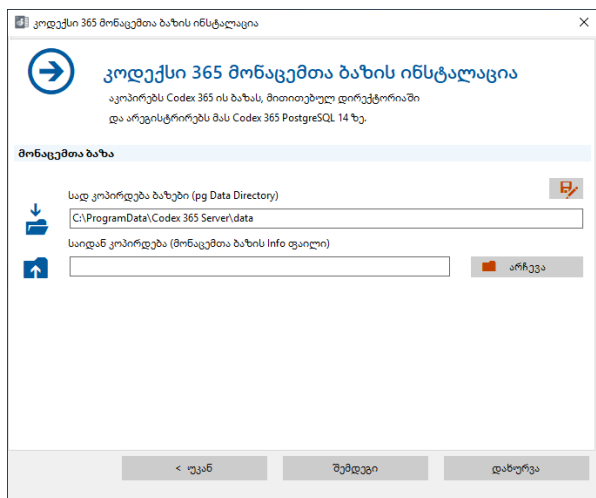 კოდექსი 365 მონაცემთა ბაზის ინსტალაცია
კოდექსი 365 მონაცემთა ბაზის ინსტალაცია
აკოპირებს Codex 365 ის ბაზას, მითითებულ დირექტორიაში
და არეგისტრირებს მას Codex 365 PostgreSQL 14 ზე.
მონაცემთა ბაზა
სად კოპირდება ბაზები (pg Data Directory)
C:\ProgramData\Codex 365 Server\data
საიდან კოპირდება (მონაცემთა ბაზის Info ფაილი)
არჩევა
< უკან
შემდეგი
დახურვა